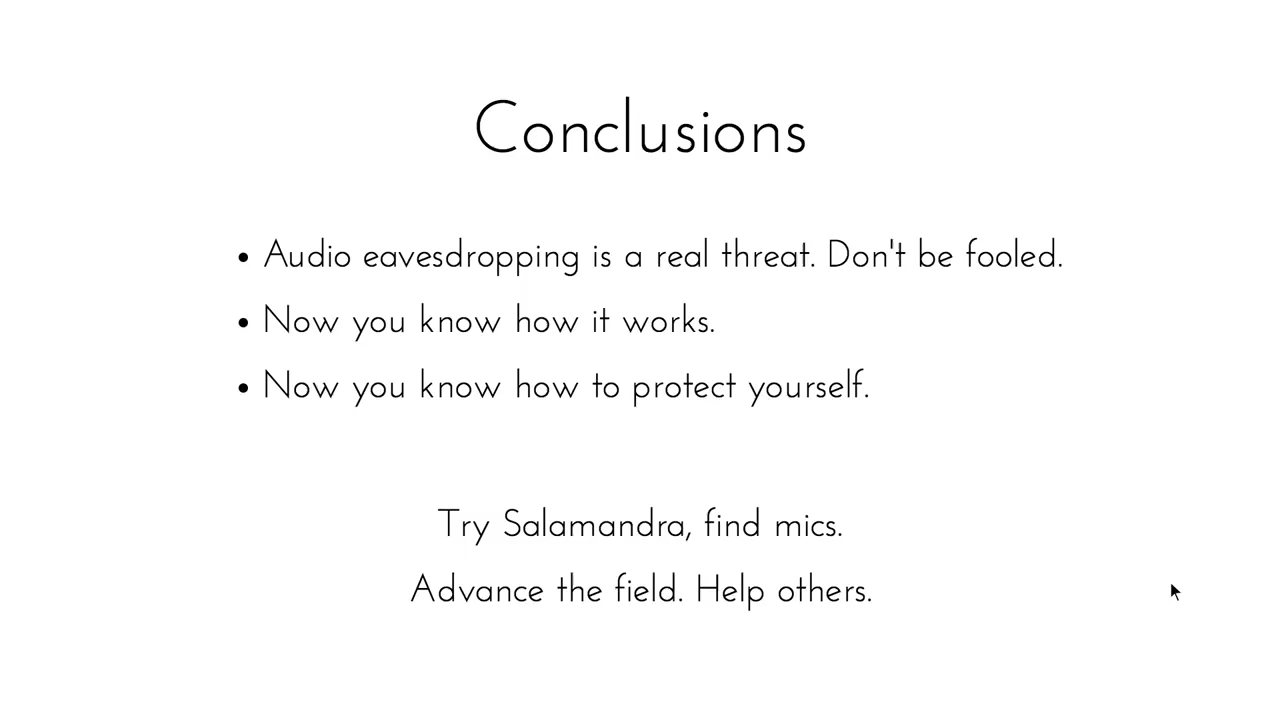 Conclusions
• Audio eavesdropping is a real threat. Don't be fooled.
• Now you know how it works.
• Now you know how to protect yourself.
Try Salamandra, find mics.
Advance the field. Help others.